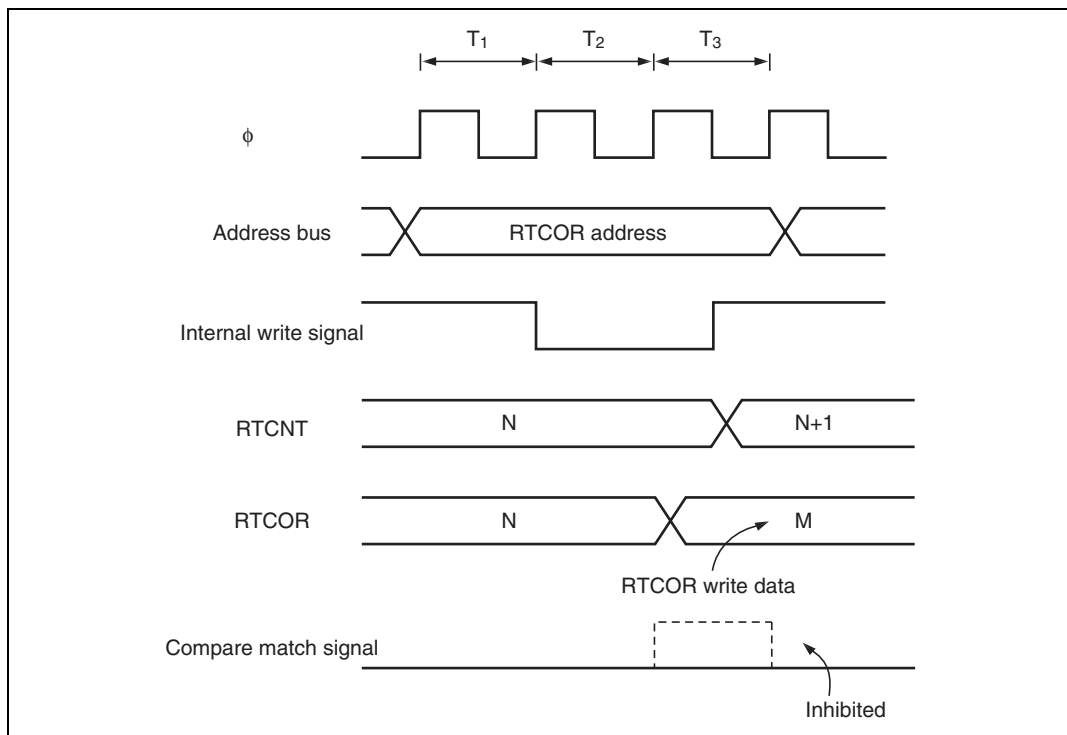 T1 T2 T3
φ
Address bus RTCOR address
Internal write signal
RTCNT N N+1
RTCOR N M
RTCOR write data
Compare match signal
Inhibited